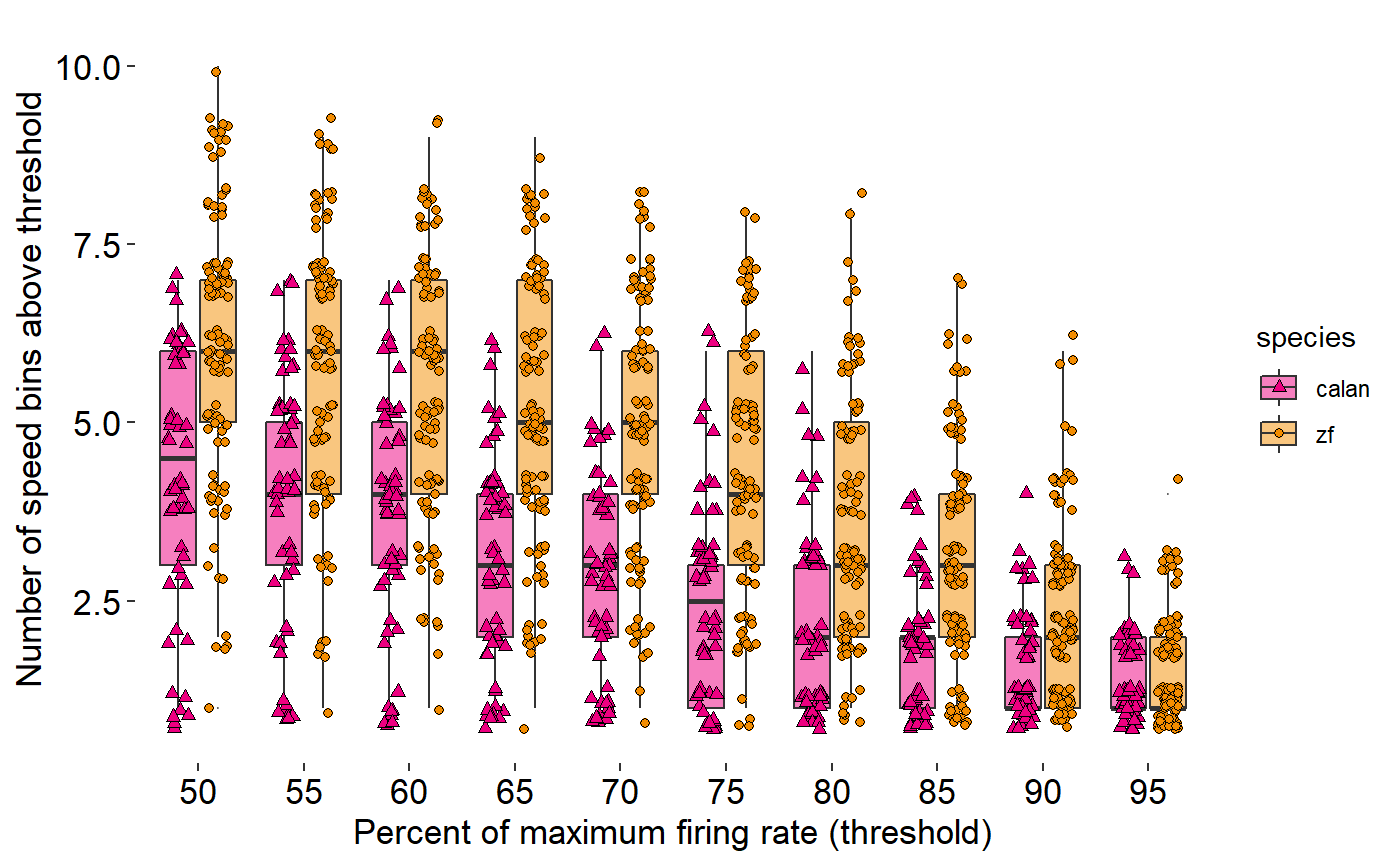 Number of speed bins above threshold
10.0
7.5
5.0
2.5
50 55 60 65 70 75 80 85 90 95
Percent of maximum firing rate (threshold)
species
calan
zf